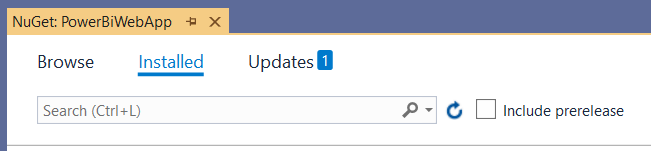 NuGet: PowerBiWebApp
Browse Installed Updates 1
Search (Ctrl+L) Include prerelease